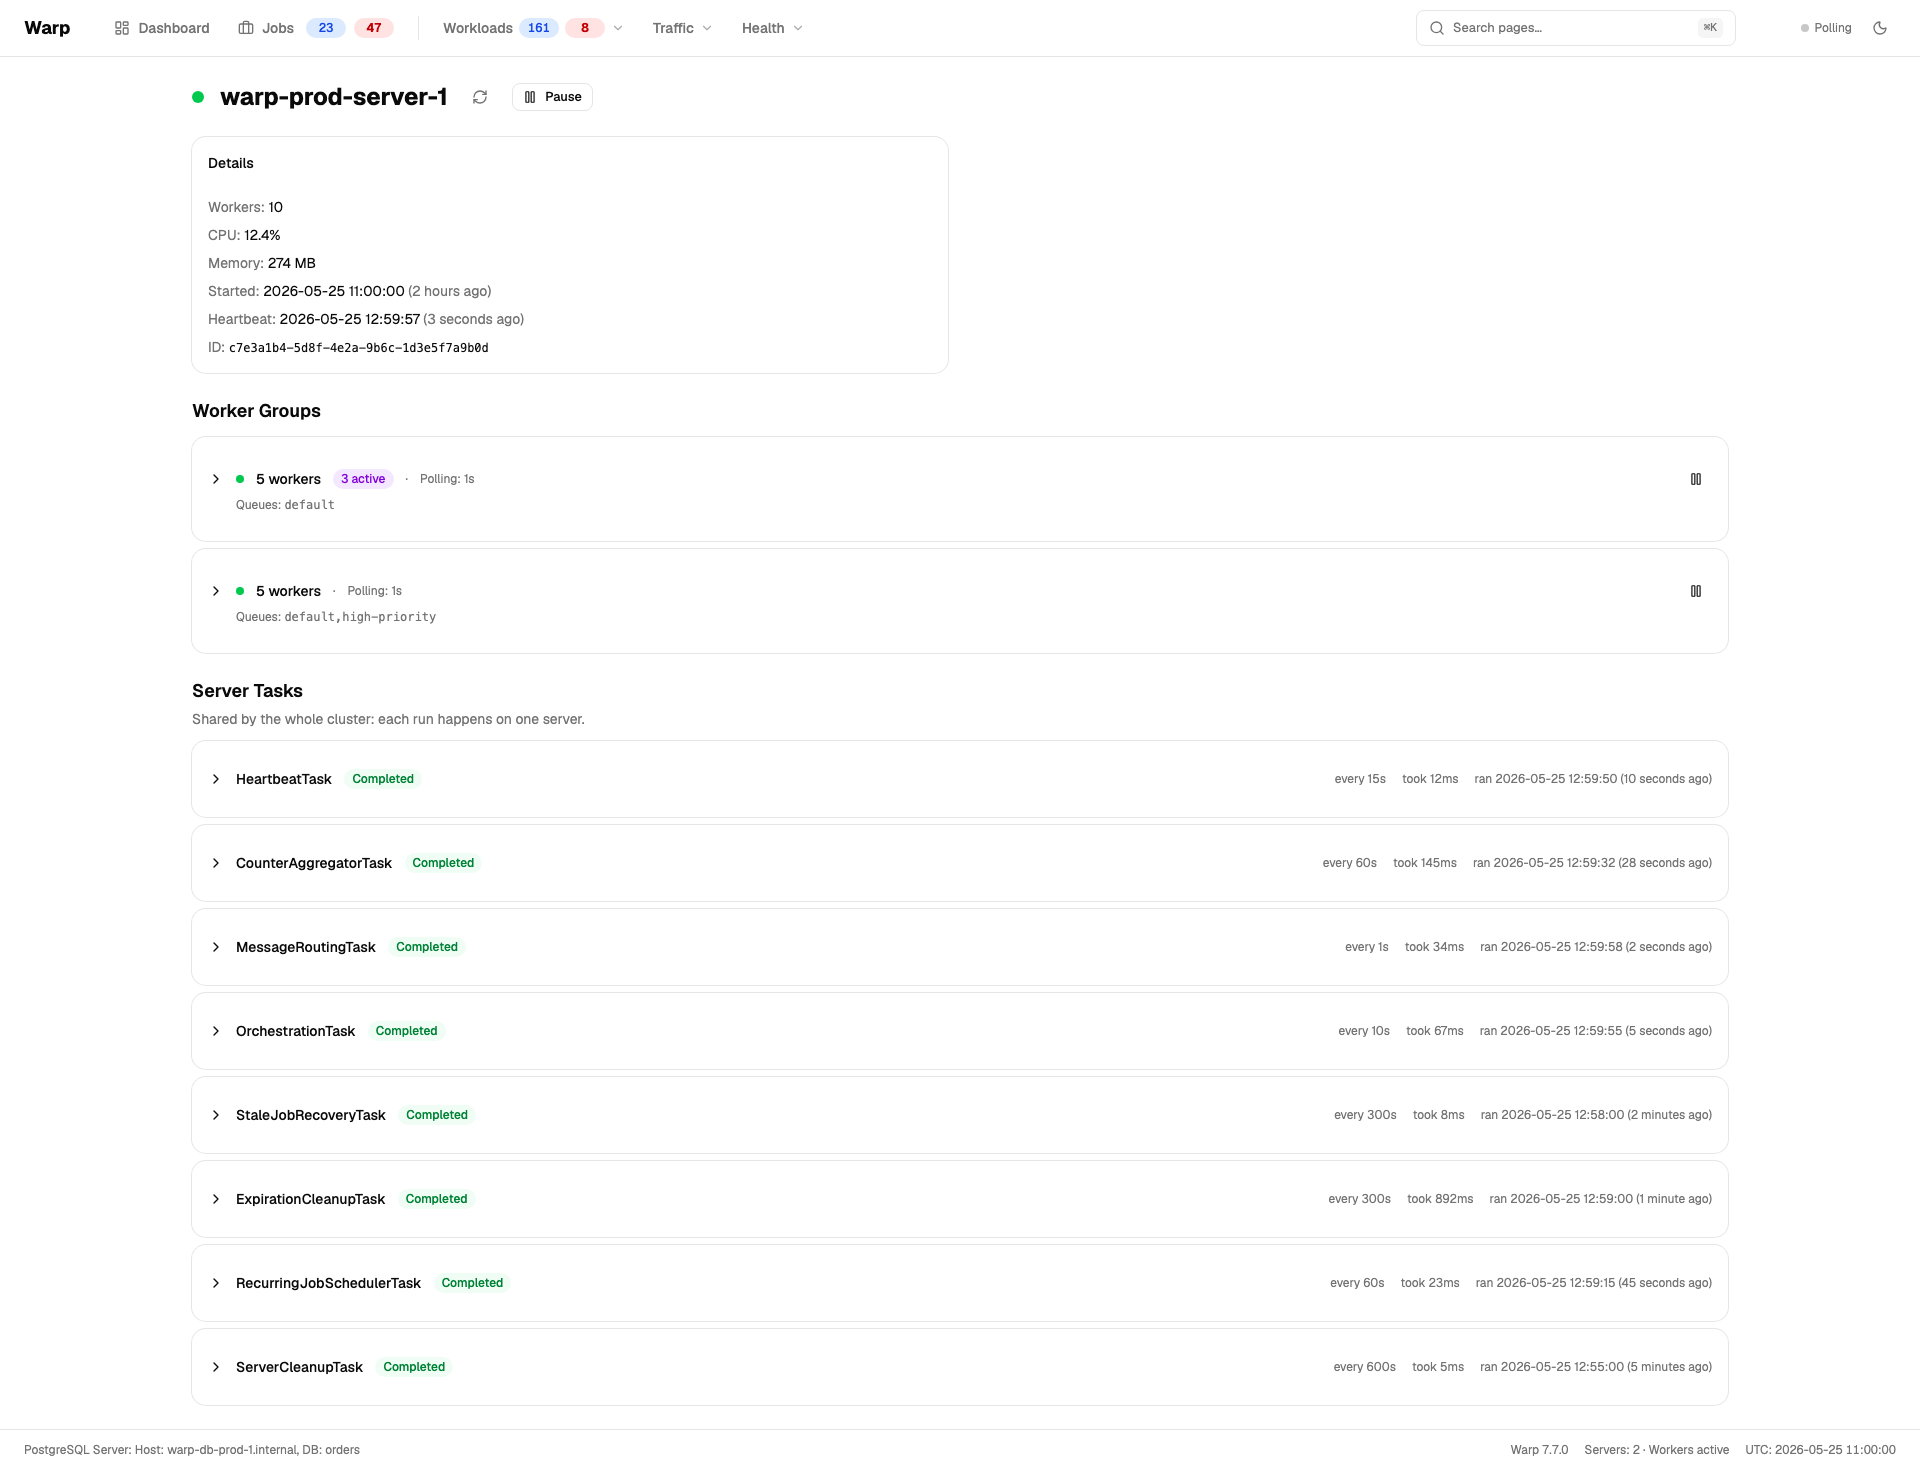 Warp Dashboard Jobs 23 47 Workloads 161 8 Traffic Health Search pages... ⌘K Polling
warp-prod-server-1 Pause
Details
Workers: 10
CPU: 12.4%
Memory: 274 MB
Started: 2026-05-25 11:00:00 (2 hours ago)
Heartbeat: 2026-05-25 12:59:57 (3 seconds ago)
ID: c7e3a1b4-5d8f-4e2a-9b6c-1d3e5f7a9b0d
Worker Groups
5 workers 3 active · Polling: 1s
Queues: default
5 workers · Polling: 1s
Queues: default,high-priority
Server Tasks
Shared by the whole cluster: each run happens on one server.
HeartbeatTask Completed every 15s took 12ms ran 2026-05-25 12:59:50 (10 seconds ago)
CounterAggregatorTask Completed every 60s took 145ms ran 2026-05-25 12:59:32 (28 seconds ago)
MessageRoutingTask Completed every 1s took 34ms ran 2026-05-25 12:59:58 (2 seconds ago)
OrchestrationTask Completed every 10s took 67ms ran 2026-05-25 12:59:55 (5 seconds ago)
StaleJobRecoveryTask Completed every 300s took 8ms ran 2026-05-25 12:58:00 (2 minutes ago)
ExpirationCleanupTask Completed every 300s took 892ms ran 2026-05-25 12:59:00 (1 minute ago)
RecurringJobSchedulerTask Completed every 60s took 23ms ran 2026-05-25 12:59:15 (45 seconds ago)
ServerCleanupTask Completed every 600s took 5ms ran 2026-05-25 12:55:00 (5 minutes ago)
PostgreSQL Server: Host: warp-db-prod-1.internal, DB: orders Warp 7.7.0 Servers: 2 · Workers active UTC: 2026-05-25 11:00:00